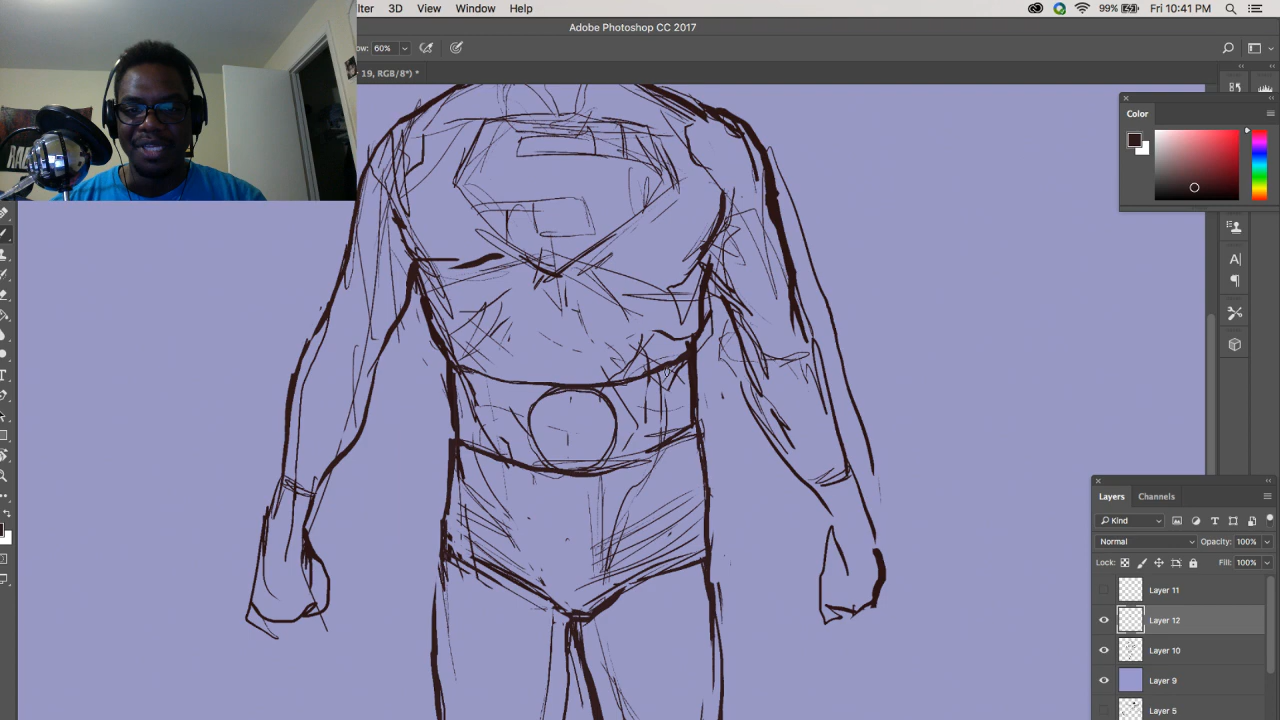 lter 3D View Window Help 99% Fri 10:41 PM
Adobe Photoshop CC 2017
ow: 60%
19, RGB/8*) *
Color
A
T
Layers Channels
Kind
T
Normal Opacity: 100%
Lock: Fill: 100%
Layer 11
Layer 12
Layer 10
Layer 9
Layer 5